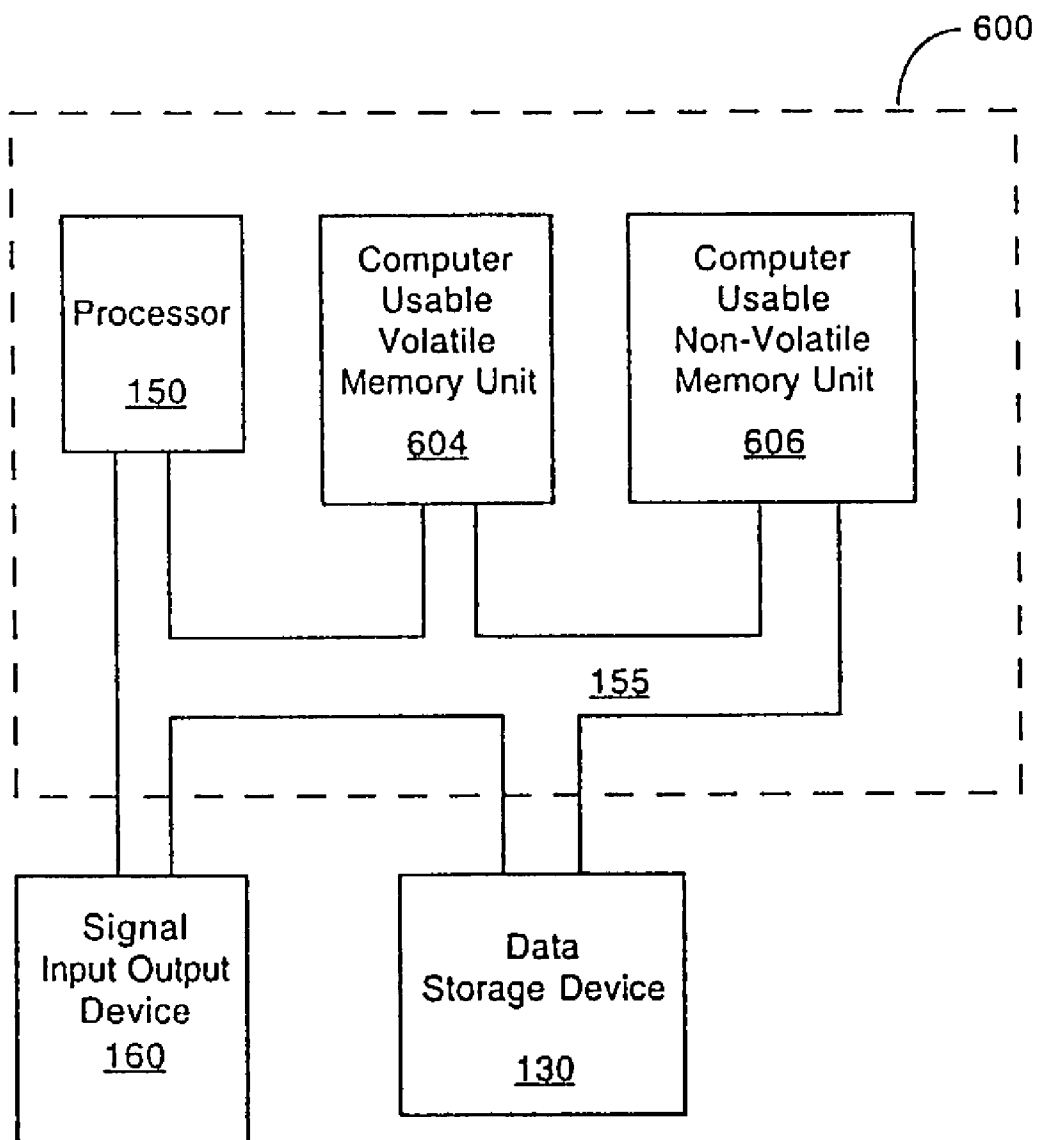 600
Processor
150
Computer
Usable
Volatile
Memory Unit
604
Computer
Usable
Non-Volatile
Memory Unit
606
155
Signal
Input Output
Device
160
Data
Storage Device
130